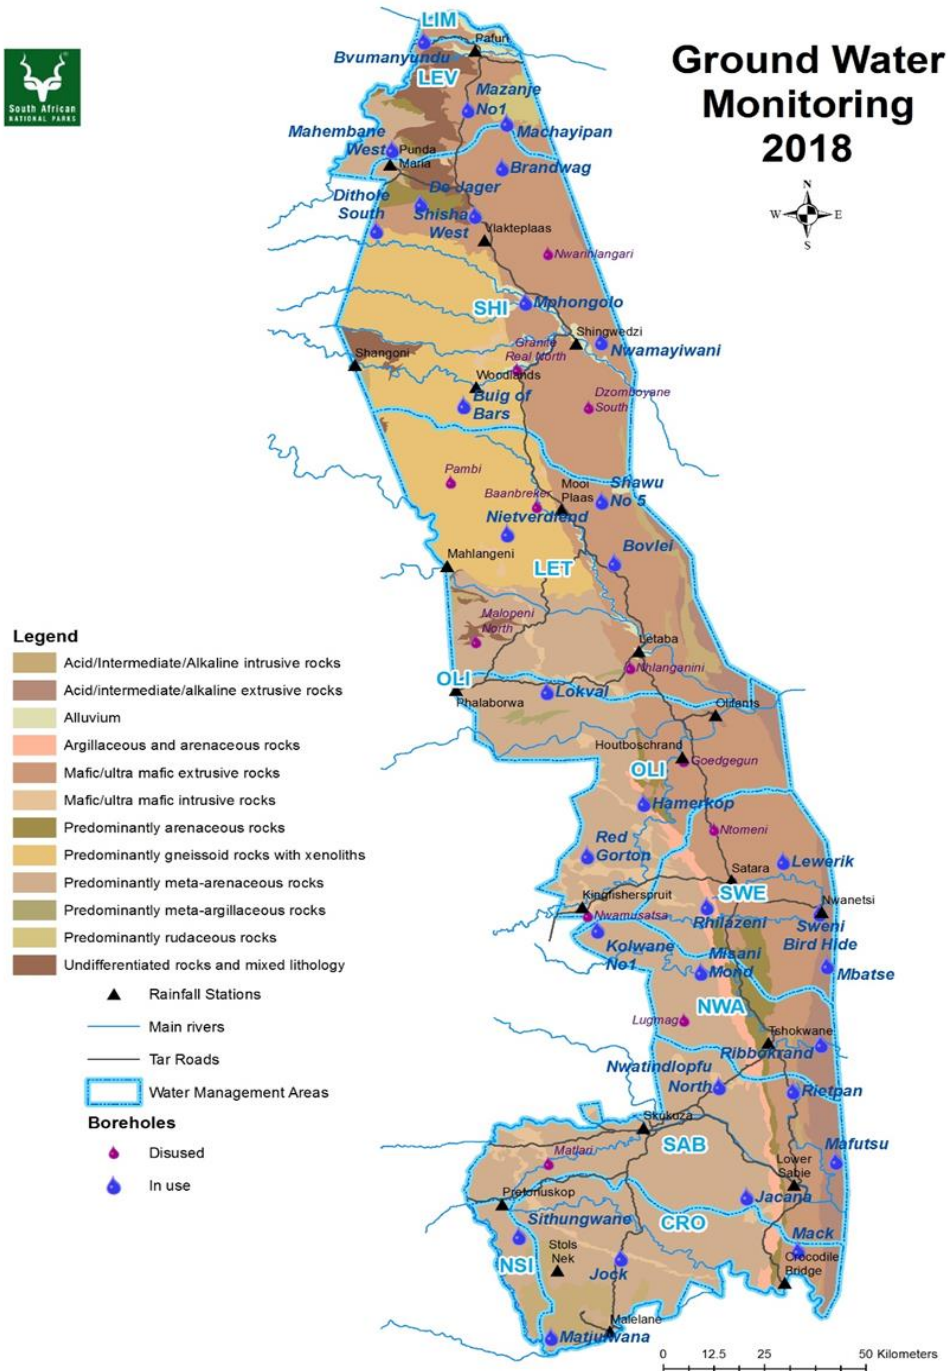 South African
NATIONAL PARKS
Ground Water
Monitoring
2018
N
W
E
S
LIM
Pafuri
Bvumanyundu
LEV
Mazanje
No1
Machayipan
Mahembane
West
Punda
Maria
Brandwag
De Jager
Dithole
South
Shisha
West
Vlakteplaas
Nwarihlangari
SHI
Mphongolo
Shingwedzi
Nwamayiwani
Granite
Real North
Shangoni
Woodlands
Buig of
Bars
Dzomboyane
South
Pambi
Baanbreker
Mooi
Plaas
Shawu
No 5
Nietverdiend
Bovlei
Mahlangeni
LET
Malopeni
North
Letaba
Nhlanganini
OLI
Phalaborwa
Lokval
Olifants
Houtboschrand
Goedgegun
OLI
Hamerkop
Ntomeni
Red
Gorton
Satara
Lewerik
SWE
Kingfisherspruit
Nwamusatsa
Rhilazeni
Nwanetsi
Sweni
Bird Hide
Kolwane
No1
Misani
Mond
Mbatse
NWA
Lugmag
Tshokwane
Ribbokrand
Nwatindlopfu
North
Rietpan
Skukuza
SAB
Mafutsu
Matlari
Lower
Sabie
Pretoriuskop
Jacana
Sithungwane
CRO
Mack
Stols
Nek
NSI
Jock
Crocodile
Bridge
Malelane
Matjulwana
Legend
Acid/Intermediate/Alkaline intrusive rocks
Acid/intermediate/alkaline extrusive rocks
Alluvium
Argillaceous and arenaceous rocks
Mafic/ultra mafic extrusive rocks
Mafic/ultra mafic intrusive rocks
Predominantly arenaceous rocks
Predominantly gneissoid rocks with xenoliths
Predominantly meta-arenaceous rocks
Predominantly meta-argillaceous rocks
Predominantly rudaceous rocks
Undifferentiated rocks and mixed lithology
Rainfall Stations
Main rivers
Tar Roads
Water Management Areas
Boreholes
Disused
In use
0 12.5 25 50 Kilometers